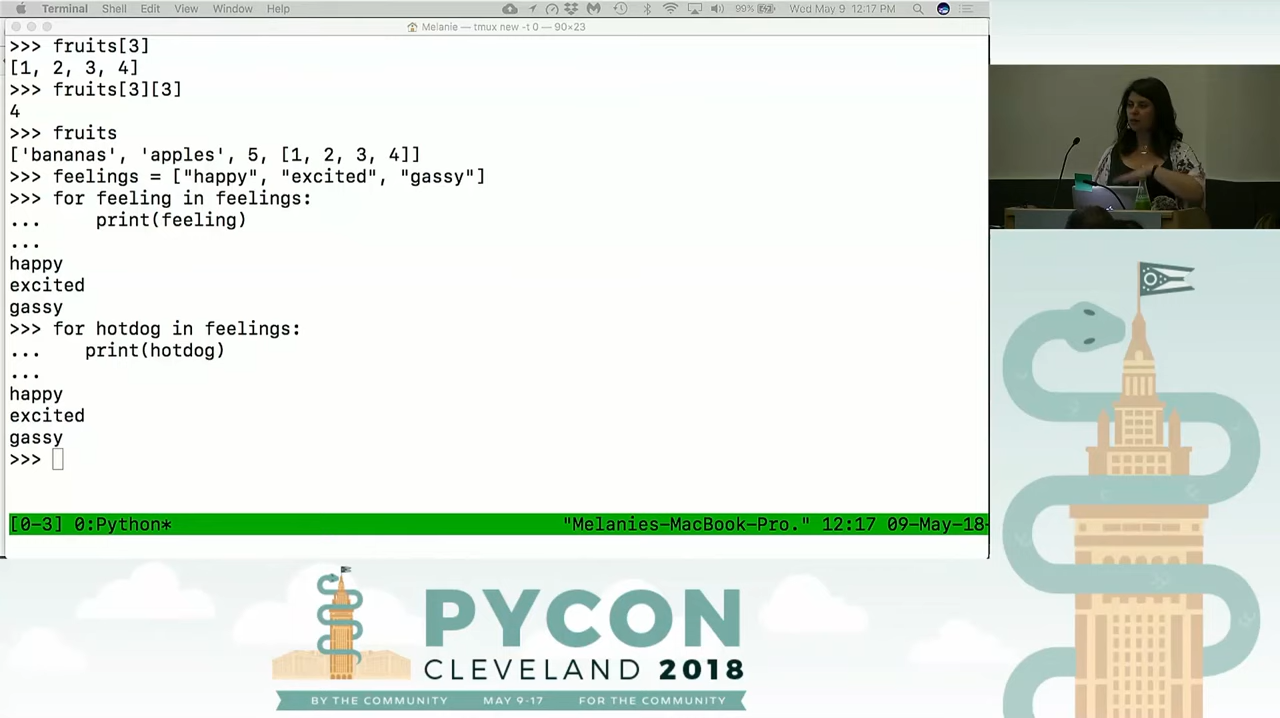 Terminal Shell Edit View Window Help 99% Wed May 9 12:17 PM
Melanie — tmux new -t 0 — 90×23
>>> fruits[3]
[1, 2, 3, 4]
>>> fruits[3][3]
4
>>> fruits
['bananas', 'apples', 5, [1, 2, 3, 4]]
>>> feelings = ["happy", "excited", "gassy"]
>>> for feeling in feelings:
...     print(feeling)
...
happy
excited
gassy
>>> for hotdog in feelings:
...    print(hotdog)
...
happy
excited
gassy
>>>
[0-3] 0:Python* "Melanies-MacBook-Pro." 12:17 09-May-18
PYCON
CLEVELAND 2018
BY THE COMMUNITY MAY 9-17 FOR THE COMMUNITY